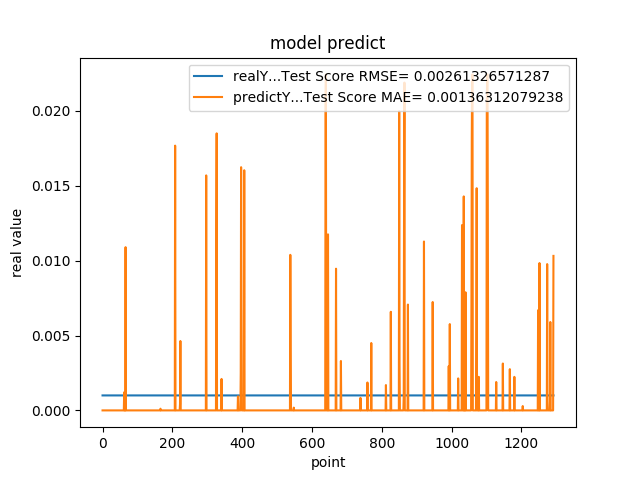 model predict
realY...Test Score RMSE= 0.00261326571287
predictY...Test Score MAE= 0.00136312079238
real value
0.020
0.015
0.010
0.005
0.000
0 200 400 600 800 1000 1200
point